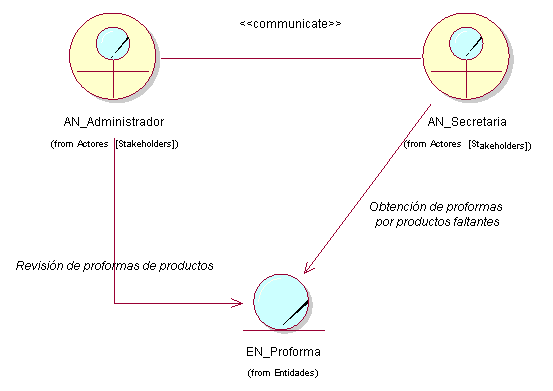 <<communicate>>
AN_Administrador
(from Actores [Stakeholders])
AN_Secretaria
(from Actores [Stakeholders])
Obtención de proformas
por productos faltantes
Revisión de proformas de productos
EN_Proforma
(from Entidades)